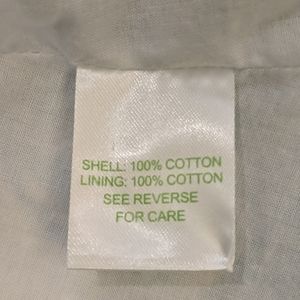 SHELL: 100% COTTON
LINING: 100% COTTON
SEE REVERSE
FOR CARE